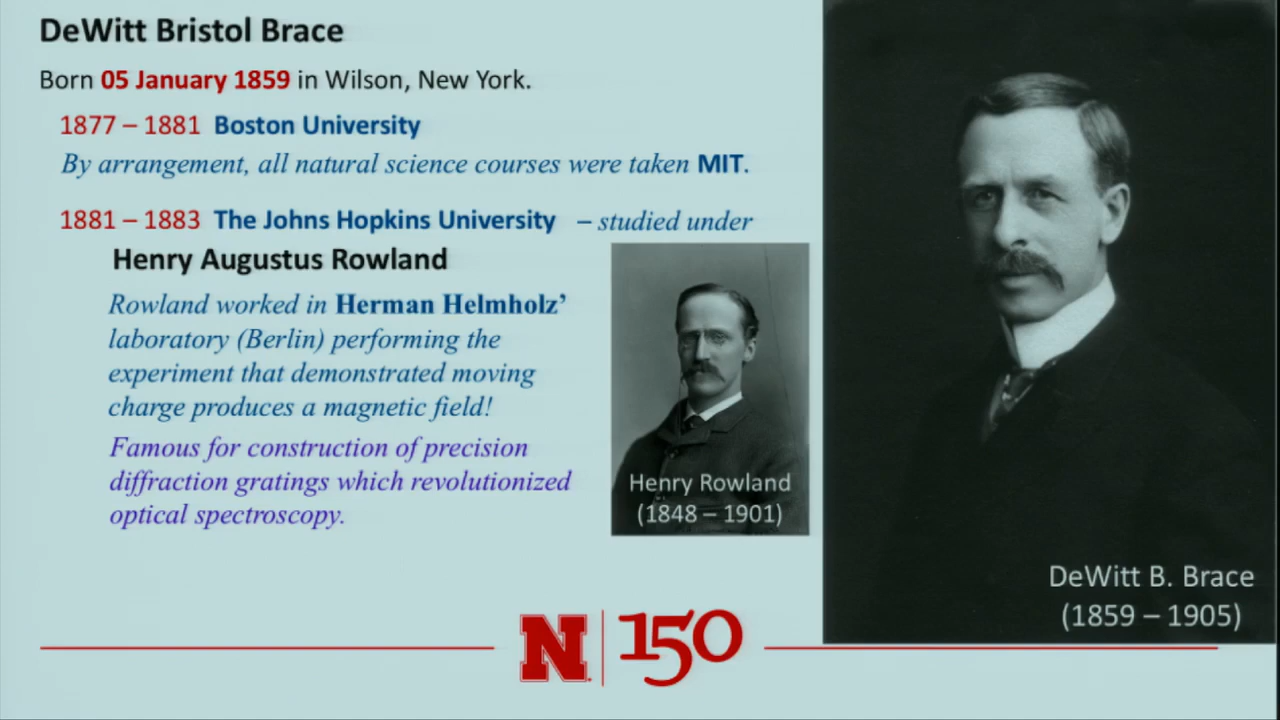 DeWitt Bristol Brace
Born 05 January 1859 in Wilson, New York.
1877 – 1881 Boston University
By arrangement, all natural science courses were taken MIT.
1881 – 1883 The Johns Hopkins University – studied under
Henry Augustus Rowland
Rowland worked in Herman Helmholz’
laboratory (Berlin) performing the
experiment that demonstrated moving
charge produces a magnetic field!
Famous for construction of precision
diffraction gratings which revolutionized
optical spectroscopy.
Henry Rowland
(1848 – 1901)
DeWitt B. Brace
(1859 – 1905)
N 150